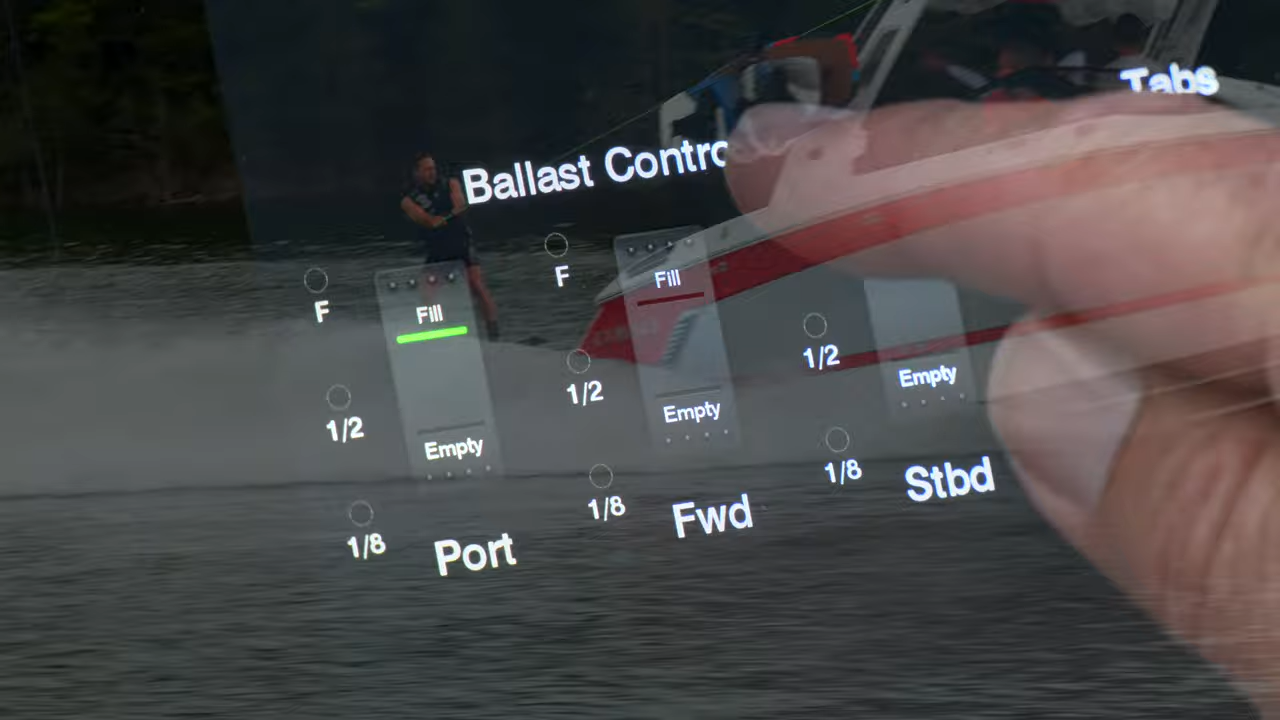 Tabs
Ballast Contro
F
Fill
Empty
1/2
1/8
Port
F
Fill
Empty
1/2
1/8
Fwd
1/2
Empty
1/8
Stbd